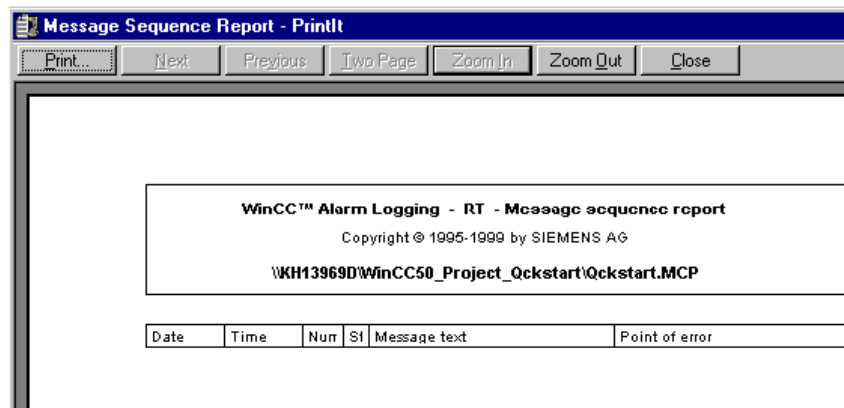 Message Sequence Report - PrintIt
Print... Next Previous Two Page Zoom In Zoom Out Close
WinCC™ Alarm Logging - RT - Message sequence report
Copyright © 1995-1999 by SIEMENS AG
\\KH13969D\WinCC50_Project_Qckstart\Qckstart.MCP
Date Time Num St Message text Point of error